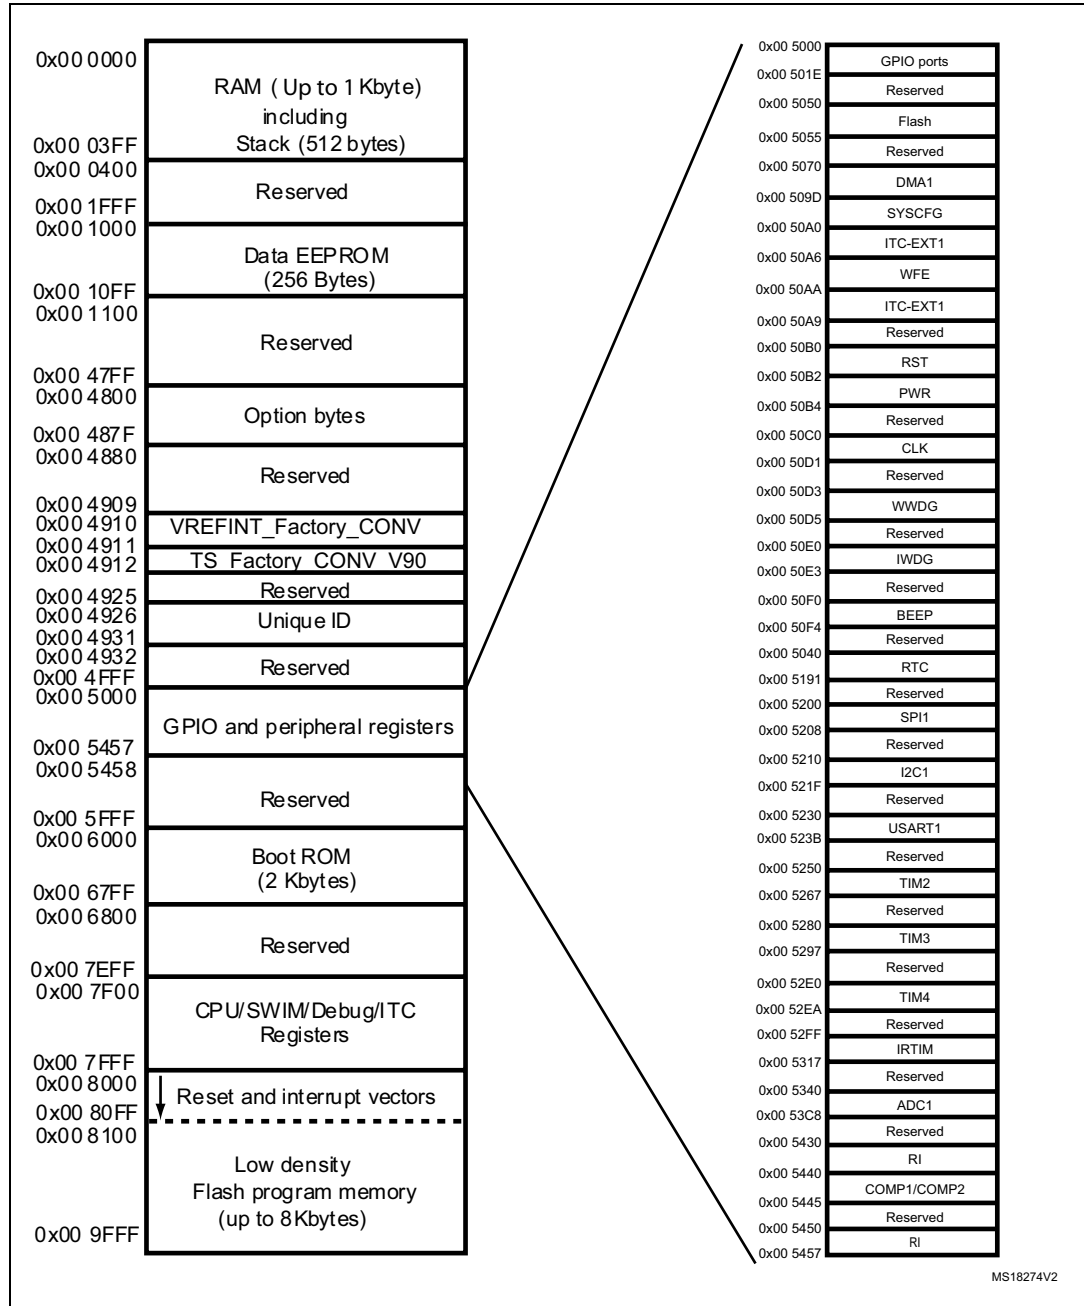 0x00 0000
RAM (Up to 1 Kbyte)
including
Stack (512 bytes)
0x00 03FF
0x00 0400
Reserved
0x00 1FFF
0x00 1000
Data EEPROM
(256 Bytes)
0x00 10FF
0x00 1100
Reserved
0x00 47FF
0x00 4800
Option bytes
0x00 487F
0x00 4880
Reserved
0x00 4909
0x00 4910
VREFINT_Factory_CONV
0x00 4911
0x00 4912
TS_Factory_CONV_V90
Reserved
0x00 4925
0x00 4926
Unique ID
0x00 4931
0x00 4932
Reserved
0x00 4FFF
0x00 5000
GPIO and peripheral registers
0x00 5457
0x00 5458
Reserved
0x00 5FFF
0x00 6000
Boot ROM
(2 Kbytes)
0x00 67FF
0x00 6800
Reserved
0x00 7EFF
0x00 7F00
CPU/SWIM/Debug/ITC
Registers
0x00 7FFF
0x00 8000
Reset and interrupt vectors
0x00 80FF
0x00 8100
Low density
Flash program memory
(up to 8Kbytes)
0x00 9FFF
0x00 5000
GPIO ports
0x00 501E
Reserved
0x00 5050
Flash
0x00 5055
Reserved
0x00 5070
DMA1
0x00 509D
SYSCFG
0x00 50A0
ITC-EXT1
0x00 50A6
WFE
0x00 50AA
ITC-EXT1
0x00 50A9
Reserved
0x00 50B0
RST
0x00 50B2
PWR
0x00 50B4
Reserved
0x00 50C0
CLK
0x00 50D1
Reserved
0x00 50D3
WWDG
0x00 50D5
Reserved
0x00 50E0
IWDG
0x00 50E3
Reserved
0x00 50F0
BEEP
0x00 50F4
Reserved
0x00 5040
RTC
0x00 5191
Reserved
0x00 5200
SPI1
0x00 5208
Reserved
0x00 5210
I2C1
0x00 521F
Reserved
0x00 5230
USART1
0x00 523B
Reserved
0x00 5250
TIM2
0x00 5267
Reserved
0x00 5280
TIM3
0x00 5297
Reserved
0x00 52E0
TIM4
0x00 52EA
Reserved
0x00 52FF
IRTIM
0x00 5317
Reserved
0x00 5340
ADC1
0x00 53C8
Reserved
0x00 5430
RI
0x00 5440
COMP1/COMP2
0x00 5445
Reserved
0x00 5450
RI
0x00 5457
MS18274V2